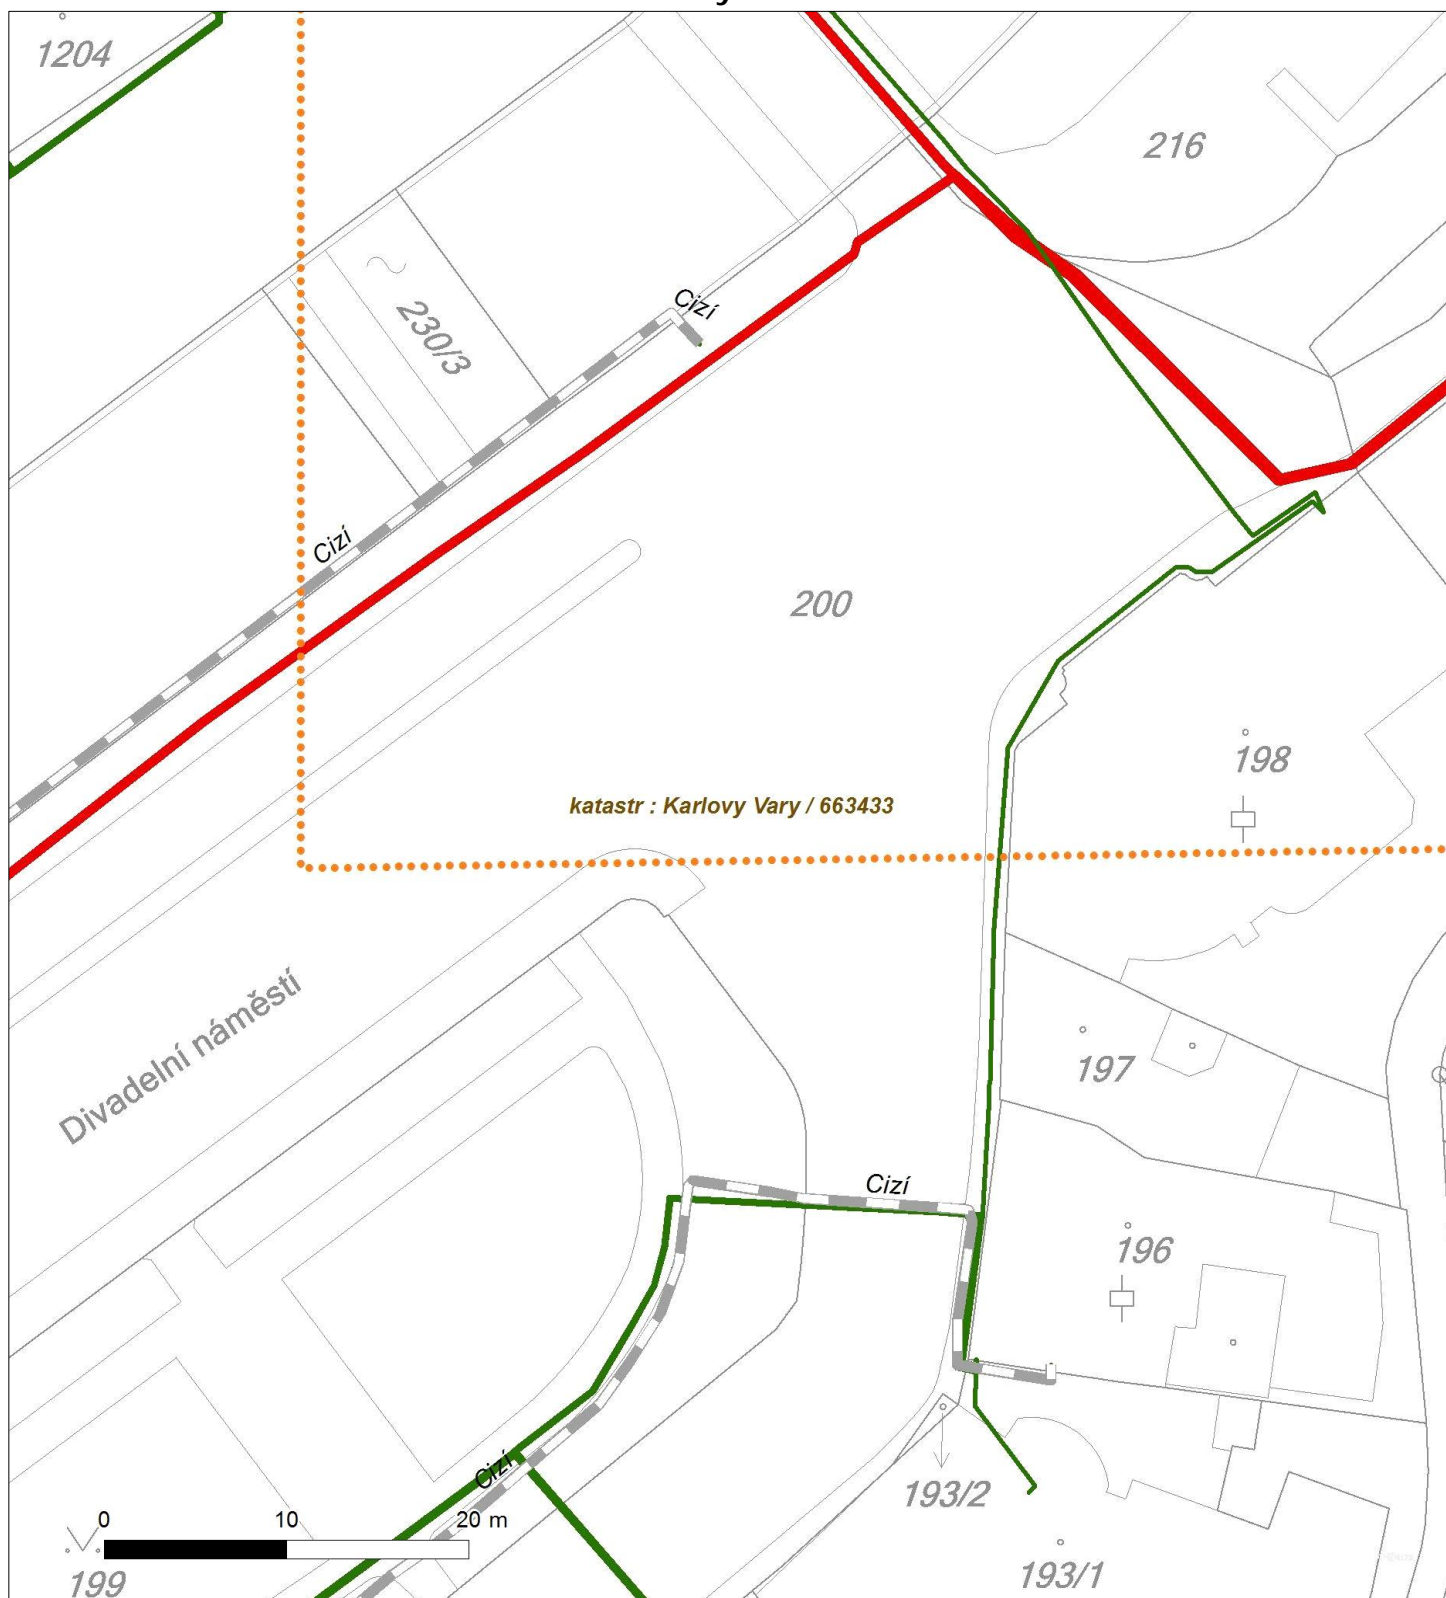 1204
216
Cizí
230/3
Cizí
200
198
katastr : Karlovy Vary / 663433
Divadelní náměstí
197
Cizí
196
Cizí
193/2
0 10 20 m
199
193/1